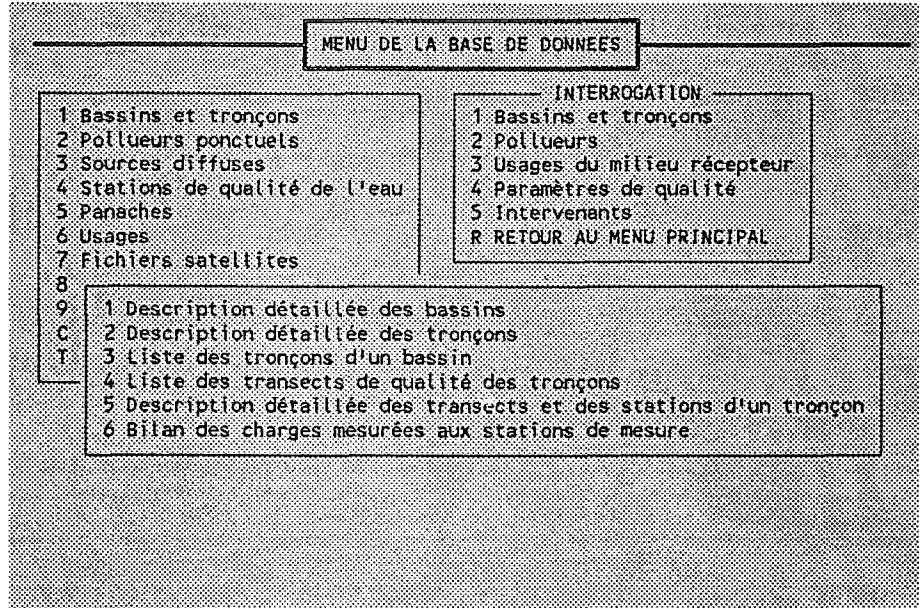 MENU DE LA BASE DE DONNEES
1 Bassins et tronçons
2 Pollueurs ponctuels
3 Sources diffuses
4 Stations de qualité de l'eau
5 Panaches
6 Usages
7 Fichiers satellites
8
9
C
T
INTERROGATION
1 Bassins et tronçons
2 Pollueurs
3 Usages du milieu récepteur
4 Paramètres de qualité
5 Intervenants
R RETOUR AU MENU PRINCIPAL
1 Description détaillée des bassins
2 Description détaillée des tronçons
3 Liste des tronçons d'un bassin
4 Liste des transects de qualité des tronçons
5 Description détaillée des transects et des stations d'un tronçon
6 Bilan des charges mesurées aux stations de mesure